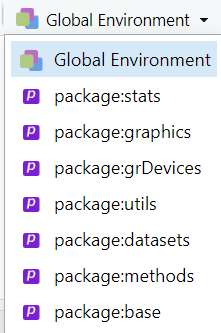 Global Environment
Global Environment
package:stats
package:graphics
package:grDevices
package:utils
package:datasets
package:methods
package:base